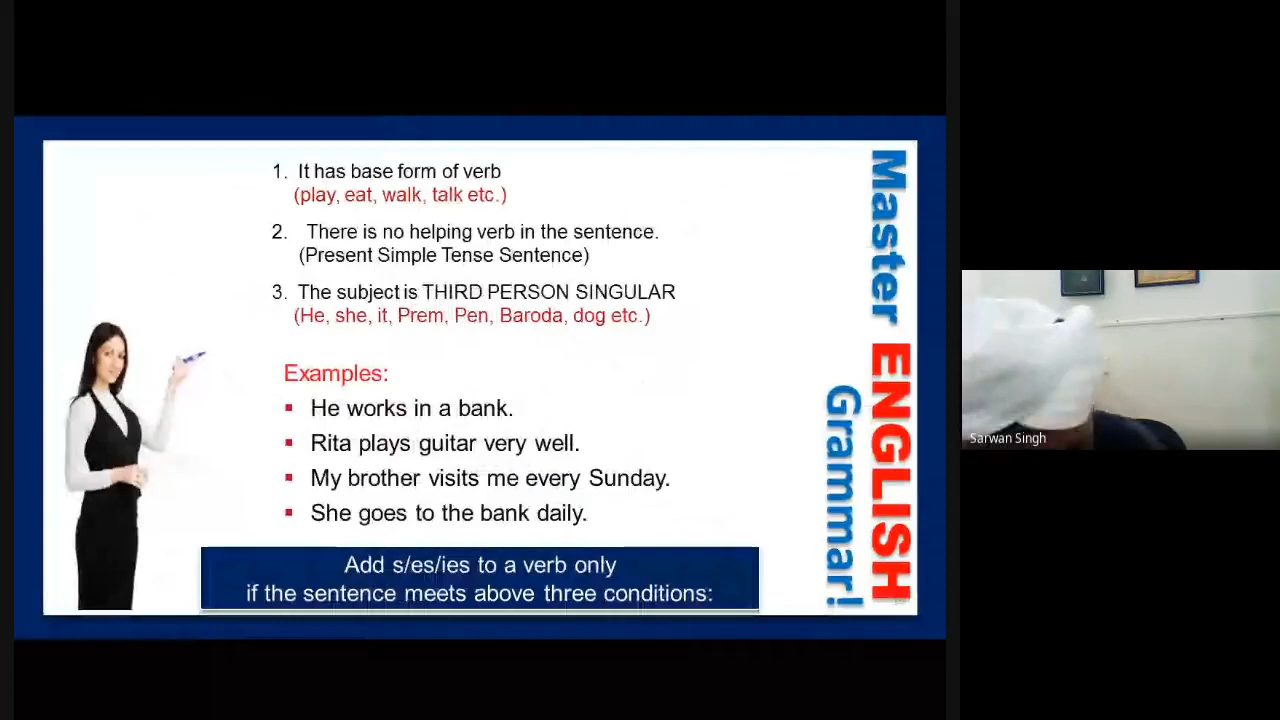 1. It has base form of verb
(play, eat, walk, talk etc.)
2. There is no helping verb in the sentence.
(Present Simple Tense Sentence)
3. The subject is THIRD PERSON SINGULAR
(He, she, it, Prem, Pen, Baroda, dog etc.)
Examples:
▪ He works in a bank.
▪ Rita plays guitar very well.
▪ My brother visits me every Sunday.
▪ She goes to the bank daily.
Add s/es/ies to a verb only
if the sentence meets above three conditions:
Master ENGLISH
Grammar!
Sarwan Singh